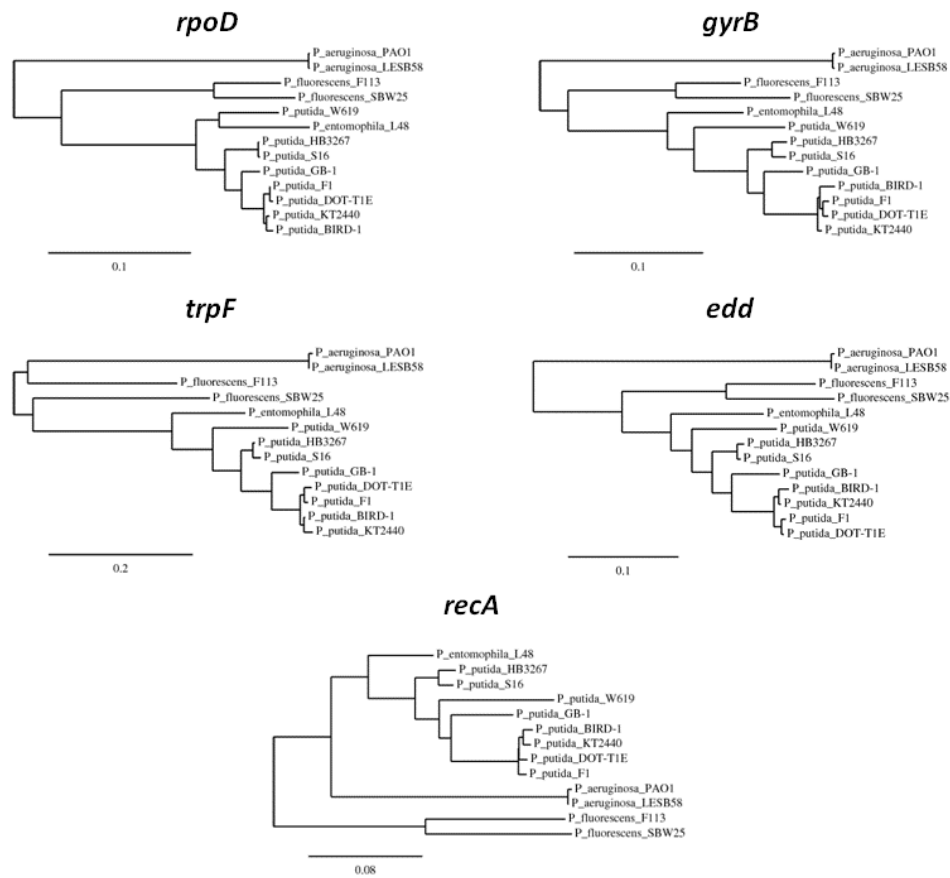 rpoD
P_aeruginosa_PAO1
P_aeruginosa_LESB58
P_fluorescens_F113
P_fluorescens_SBW25
P_putida_W619
P_entomophila_L48
P_putida_HB3267
P_putida_S16
P_putida_GB-1
P_putida_F1
P_putida_DOT-T1E
P_putida_KT2440
P_putida_BIRD-1
0.1
gyrB
P_aeruginosa_PAO1
P_aeruginosa_LESB58
P_fluorescens_F113
P_fluorescens_SBW25
P_entomophila_L48
P_putida_W619
P_putida_HB3267
P_putida_S16
P_putida_GB-1
P_putida_BIRD-1
P_putida_F1
P_putida_DOT-T1E
P_putida_KT2440
0.1
trpF
P_aeruginosa_PAO1
P_aeruginosa_LESB58
P_fluorescens_F113
P_fluorescens_SBW25
P_entomophila_L48
P_putida_W619
P_putida_HB3267
P_putida_S16
P_putida_GB-1
P_putida_DOT-T1E
P_putida_F1
P_putida_BIRD-1
P_putida_KT2440
0.2
edd
P_aeruginosa_PAO1
P_aeruginosa_LESB58
P_fluorescens_F113
P_fluorescens_SBW25
P_entomophila_L48
P_putida_W619
P_putida_HB3267
P_putida_S16
P_putida_GB-1
P_putida_BIRD-1
P_putida_KT2440
P_putida_F1
P_putida_DOT-T1E
0.1
recA
P_entomophila_L48
P_putida_HB3267
P_putida_S16
P_putida_W619
P_putida_GB-1
P_putida_BIRD-1
P_putida_KT2440
P_putida_DOT-T1E
P_putida_F1
P_aeruginosa_PAO1
P_aeruginosa_LESB58
P_fluorescens_F113
P_fluorescens_SBW25
0.08